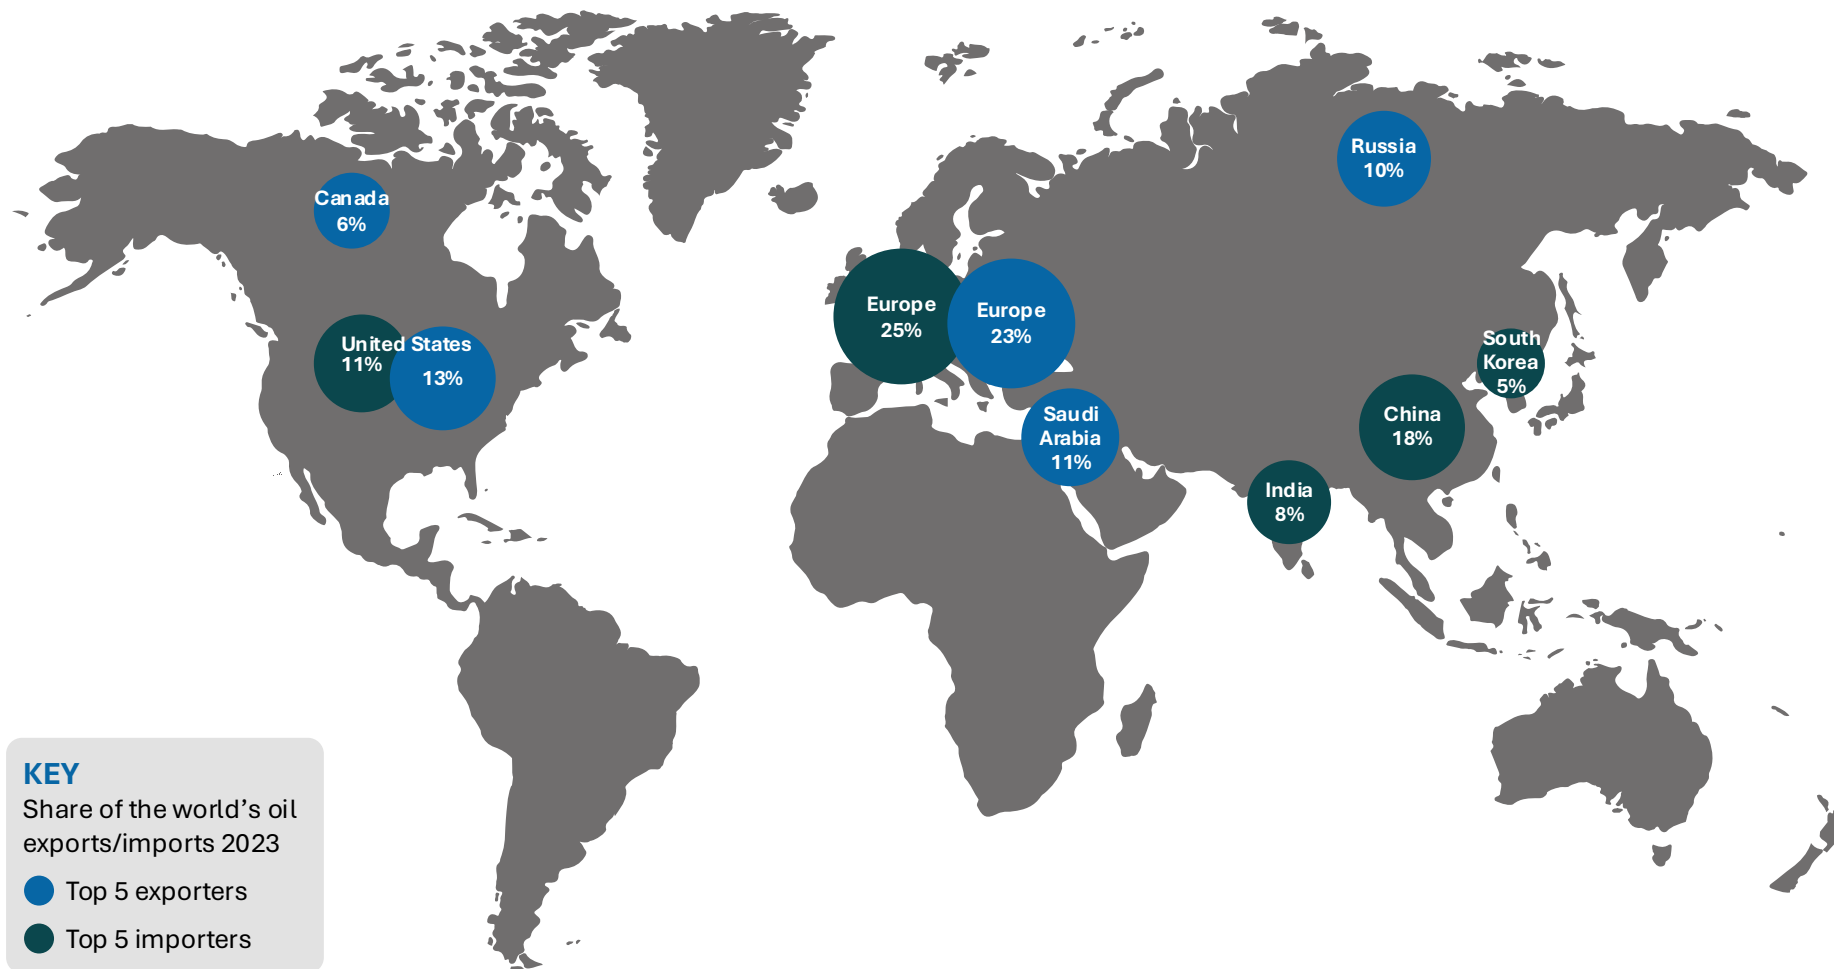 Russia
10%
Canada
6%
Europe
25%
Europe
23%
United States
11%
13%
South
Korea
5%
China
18%
Saudi
Arabia
11%
India
8%
KEY
Share of the world's oil
exports/imports 2023
Top 5 exporters
Top 5 importers